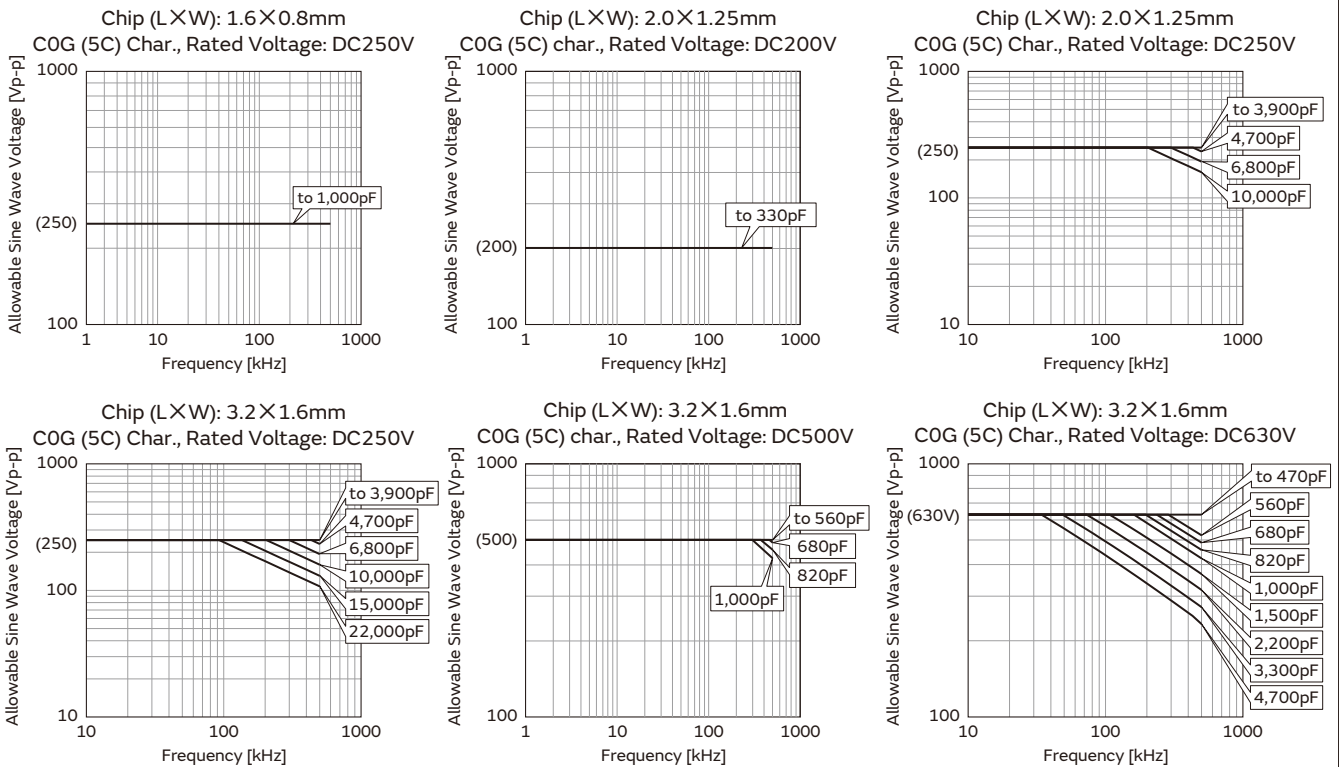 Chip (L×W): 1.6×0.8mm
C0G (5C) Char., Rated Voltage: DC250V
Allowable Sine Wave Voltage [Vp-p]
1000
(250)
100
to 1,000pF
1 10 100 1000
Frequency [kHz]
Chip (L×W): 2.0×1.25mm
C0G (5C) char., Rated Voltage: DC200V
Allowable Sine Wave Voltage [Vp-p]
1000
(200)
100
to 330pF
1 10 100 1000
Frequency [kHz]
Chip (L×W): 2.0×1.25mm
C0G (5C) Char., Rated Voltage: DC250V
Allowable Sine Wave Voltage [Vp-p]
1000
(250)
100
10
to 3,900pF
4,700pF
6,800pF
10,000pF
10 100 1000
Frequency [kHz]
Chip (L×W): 3.2×1.6mm
C0G (5C) Char., Rated Voltage: DC250V
Allowable Sine Wave Voltage [Vp-p]
1000
(250)
100
10
to 3,900pF
4,700pF
6,800pF
10,000pF
15,000pF
22,000pF
10 100 1000
Frequency [kHz]
Chip (L×W): 3.2×1.6mm
C0G (5C) char., Rated Voltage: DC500V
Allowable Sine Wave Voltage [Vp-p]
1000
(500)
100
to 560pF
680pF
820pF
1,000pF
1 10 100 1000
Frequency [kHz]
Chip (L×W): 3.2×1.6mm
C0G (5C) Char., Rated Voltage: DC630V
Allowable Sine Wave Voltage [Vp-p]
1000
(630V)
100
to 470pF
560pF
680pF
820pF
1,000pF
1,500pF
2,200pF
3,300pF
4,700pF
10 100 1000
Frequency [kHz]